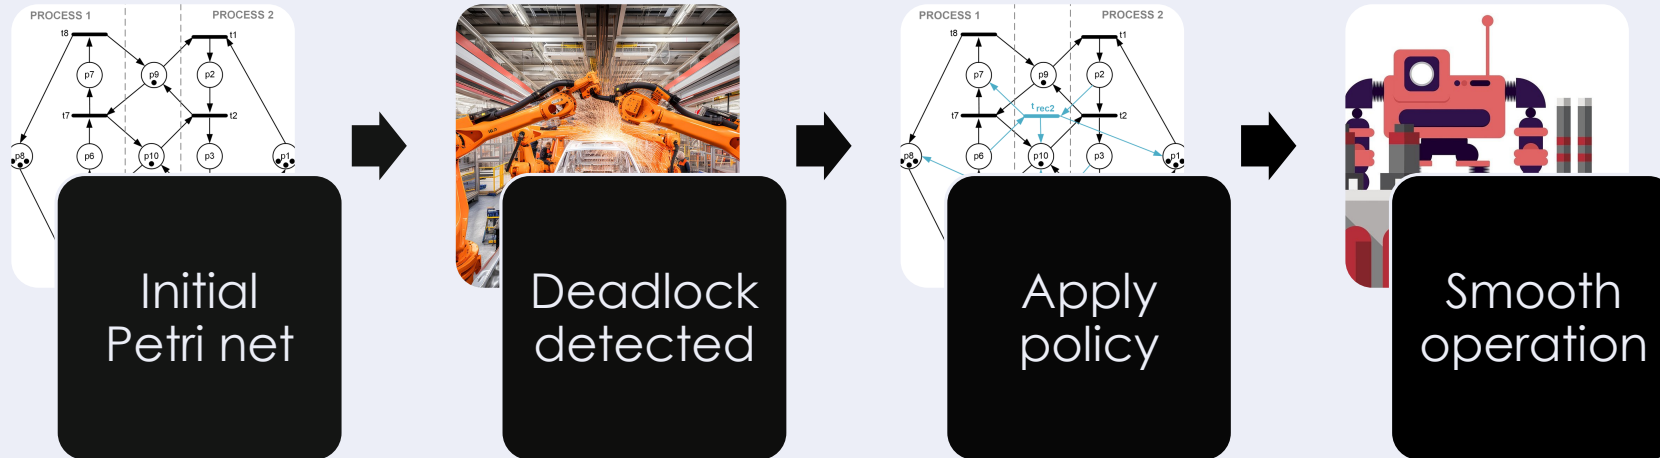 PROCESS 1
PROCESS 2
t8
t1
p7
p9
p2
t7
t2
p8
p6
p10
p3
p1
PROCESS 1
PROCESS 2
t8
t1
p7
p9
p2
t rec2
t7
t2
p8
p6
p10
p3
p1
Initial
Petri net
Deadlock
detected
Apply
policy
Smooth
operation